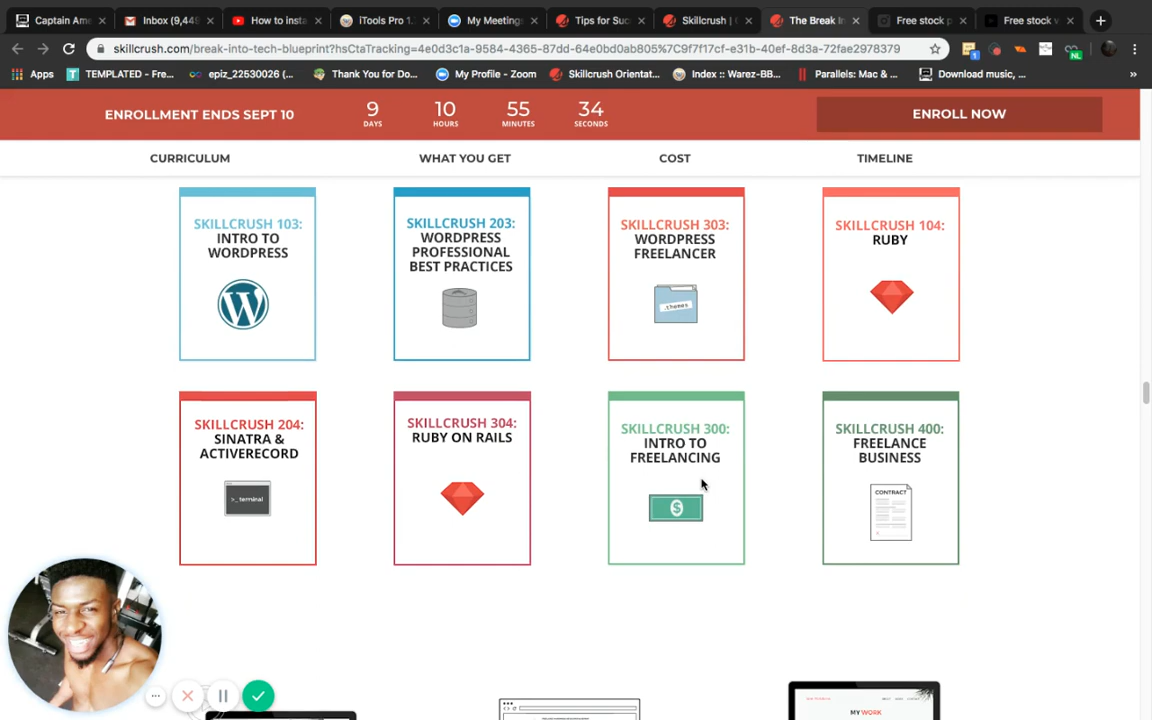 Captain Ame
Inbox (9,44
How to insta
iTools Pro 1.
My Meeting
Tips for Suc
Skillcrush | 
The Break In
Free stock p
Free stock v
skillcrush.com/break-into-tech-blueprint?hsCtaTracking=4e0d3c1a-9584-4365-87dd-64e0bd0ab805%7C9f7f17cf-e31b-40ef-8d3a-72fae2978379
Apps
TEMPLATED - Fre...
epiz_22530026 (...
Thank You for Do...
My Profile - Zoom
Skillcrush Orientat...
Index :: Warez-BB...
Parallels: Mac &...
Download music,...
ENROLLMENT ENDS SEPT 10
9 10 55 34
DAYS HOURS MINUTES SECONDS
ENROLL NOW
CURRICULUM WHAT YOU GET COST TIMELINE
SKILLCRUSH 103:
INTRO TO
WORDPRESS
SKILLCRUSH 203:
WORDPRESS
PROFESSIONAL
BEST PRACTICES
SKILLCRUSH 303:
WORDPRESS
FREELANCER
.themes
SKILLCRUSH 104:
RUBY
SKILLCRUSH 204:
SINATRA &
ACTIVERECORD
>_ terminal
SKILLCRUSH 304:
RUBY ON RAILS
SKILLCRUSH 300:
INTRO TO
FREELANCING
$
SKILLCRUSH 400:
FREELANCE
BUSINESS
CONTRACT
MY WORK